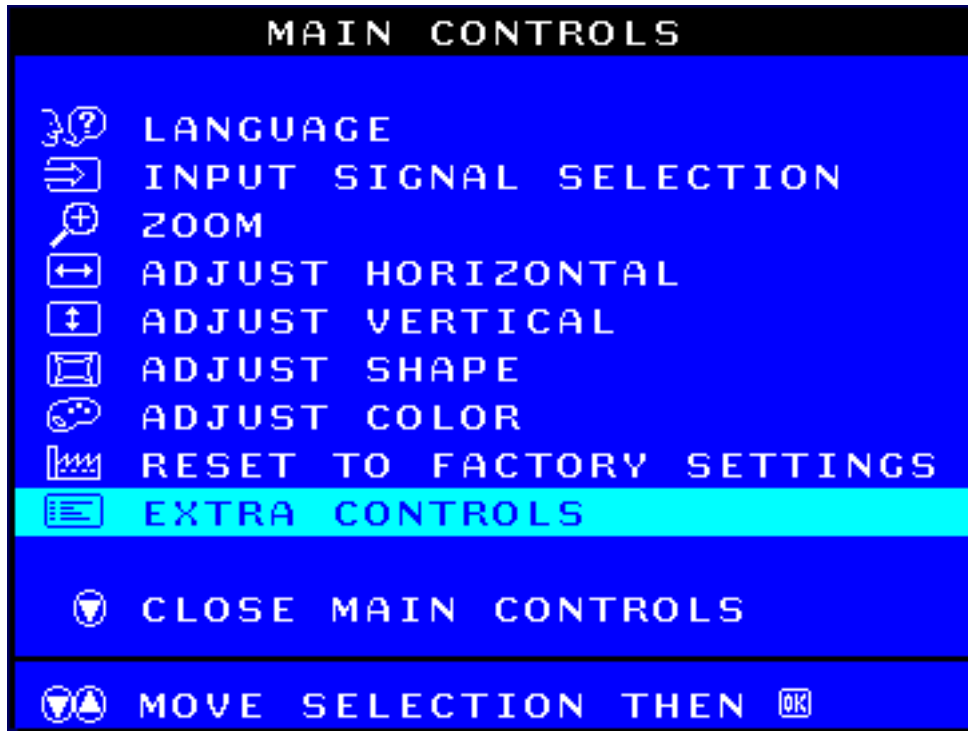 MAIN CONTROLS
LANGUAGE
INPUT SIGNAL SELECTION
ZOOM
ADJUST HORIZONTAL
ADJUST VERTICAL
ADJUST SHAPE
ADJUST COLOR
RESET TO FACTORY SETTINGS
EXTRA CONTROLS
CLOSE MAIN CONTROLS
MOVE SELECTION THEN OK